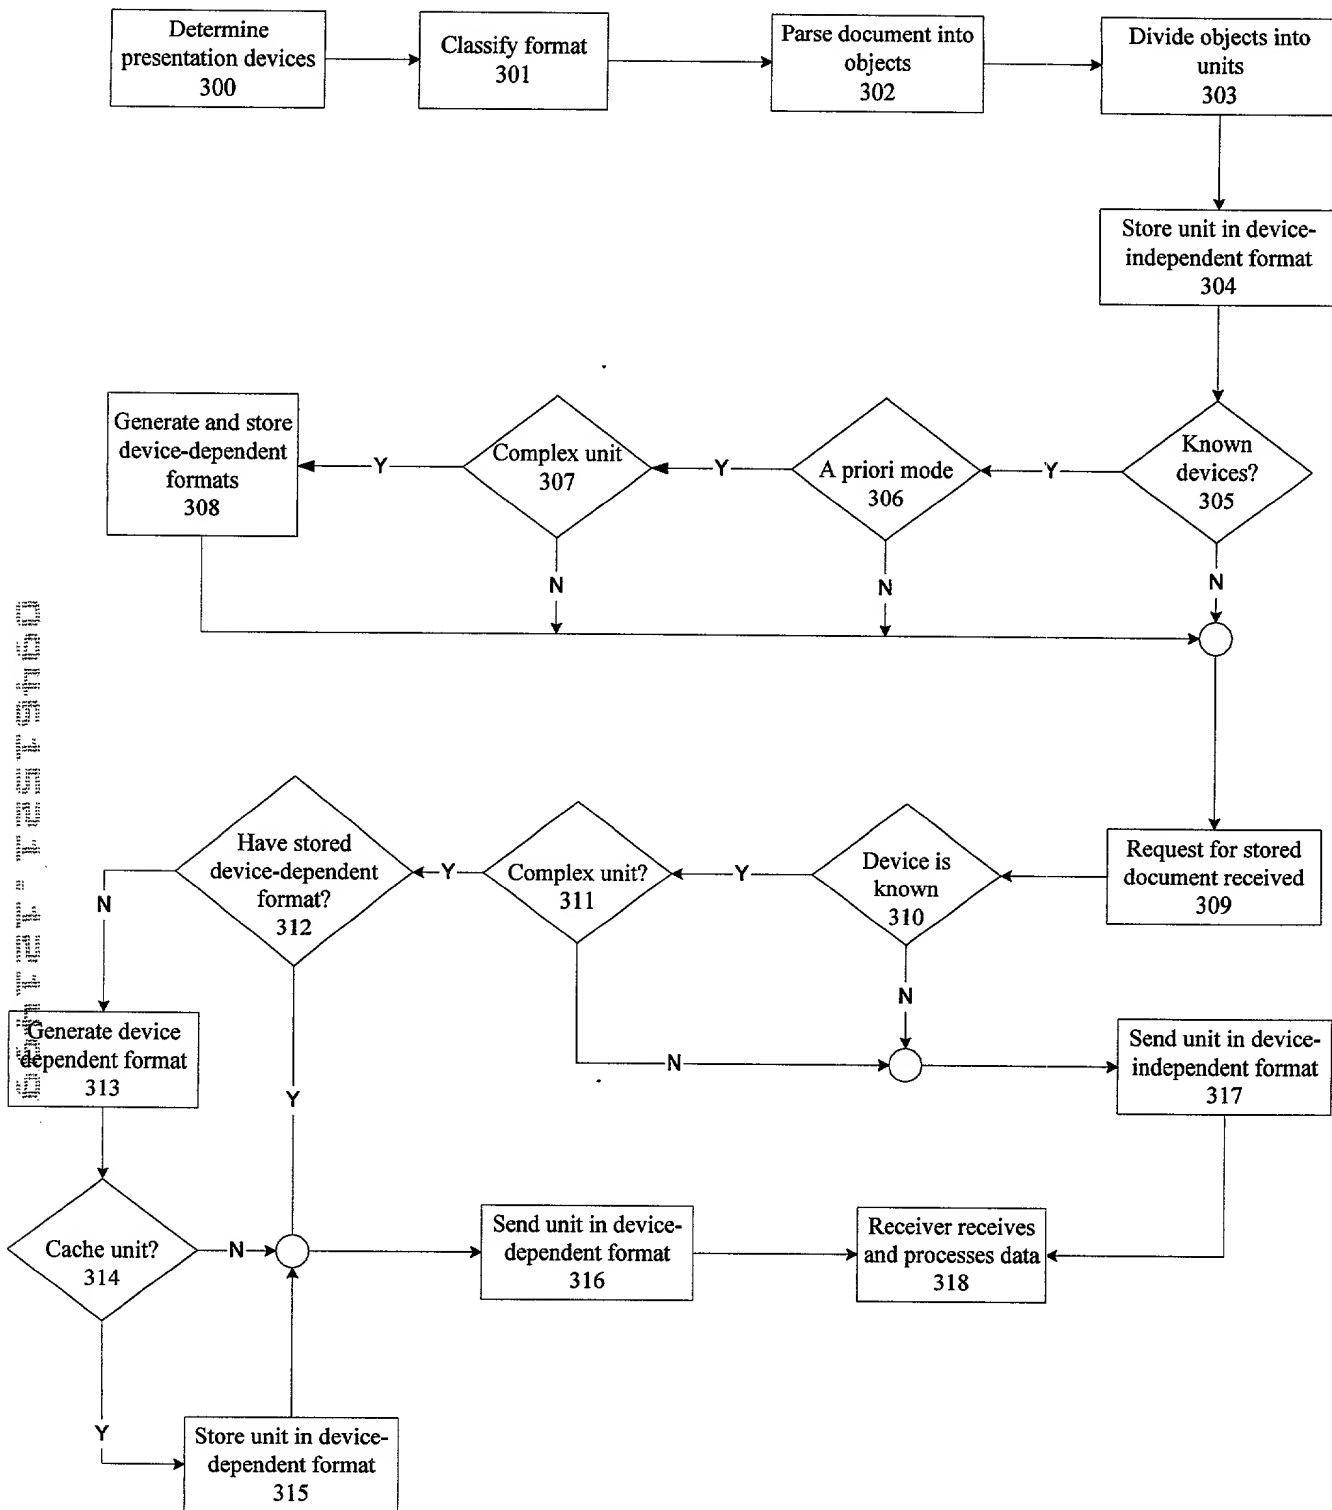 Determine
presentation devices
300
Classify format
301
Parse document into
objects
302
Divide objects into
units
303
Store unit in device-
independent format
304
Generate and store
device-dependent
formats
308
Y
Complex unit
307
Y
A priori mode
306
Y
Known
devices?
305
N
N
N
Have stored
device-dependent
format?
312
Y
Complex unit?
311
Y
Device is
known
310
Request for stored
document received
309
N
N
Generate device
dependent format
313
Y
N
Send unit in device-
independent format
317
Cache unit?
314
N
Send unit in device-
dependent format
316
Receiver receives
and processes data
318
Y
Store unit in device-
dependent format
315